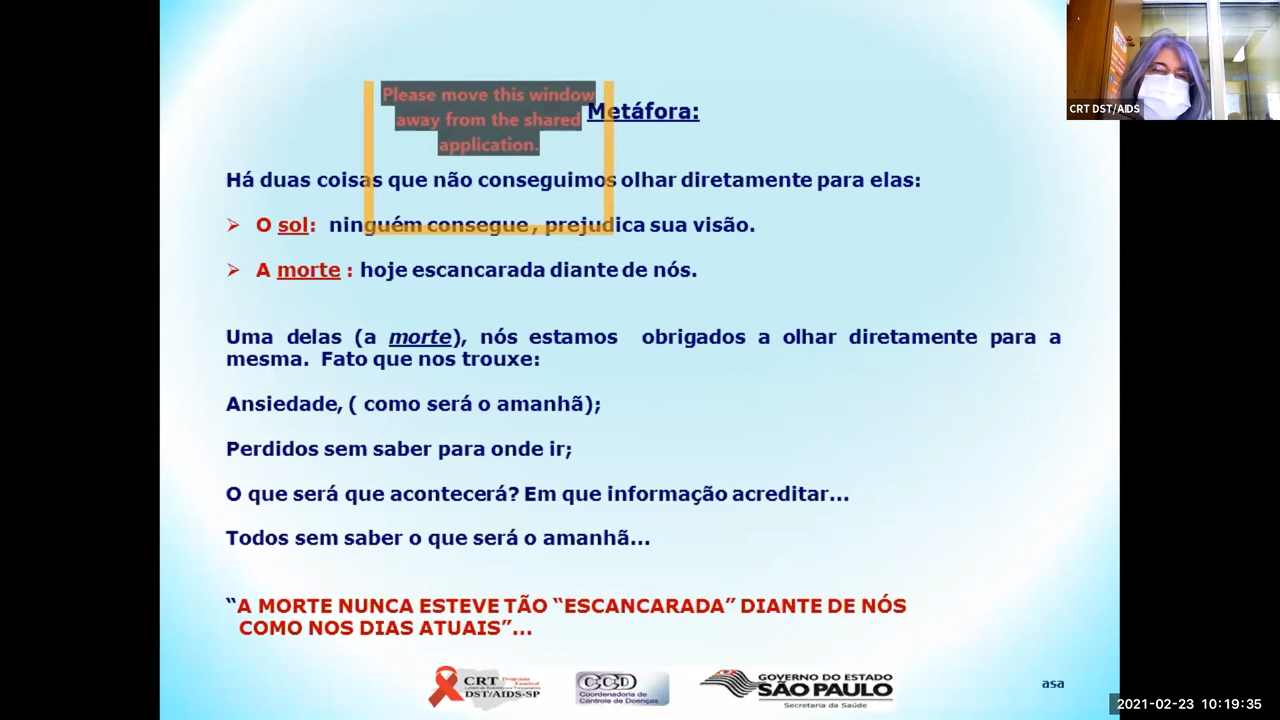 Please move this window
away from the shared
application.
Metáfora:
Há duas coisas que não conseguimos olhar diretamente para elas:
➢ O sol: ninguém consegue , prejudica sua visão.
➢ A morte : hoje escancarada diante de nós.
Uma delas (a morte), nós estamos obrigados a olhar diretamente para a
mesma. Fato que nos trouxe:
Ansiedade, ( como será o amanhã);
Perdidos sem saber para onde ir;
O que será que acontecerá? Em que informação acreditar...
Todos sem saber o que será o amanhã...
“A MORTE NUNCA ESTEVE TÃO “ESCANCARADA” DIANTE DE NÓS
COMO NOS DIAS ATUAIS”...
CRT DST/AIDS
CRT Programa Estadual
DST/AIDS-SP
CCD
Coordenadoria de
Controle de Doenças
GOVERNO DO ESTADO
SÃO PAULO
Secretaria da Saúde
asa
2021-02-23 10:19:35